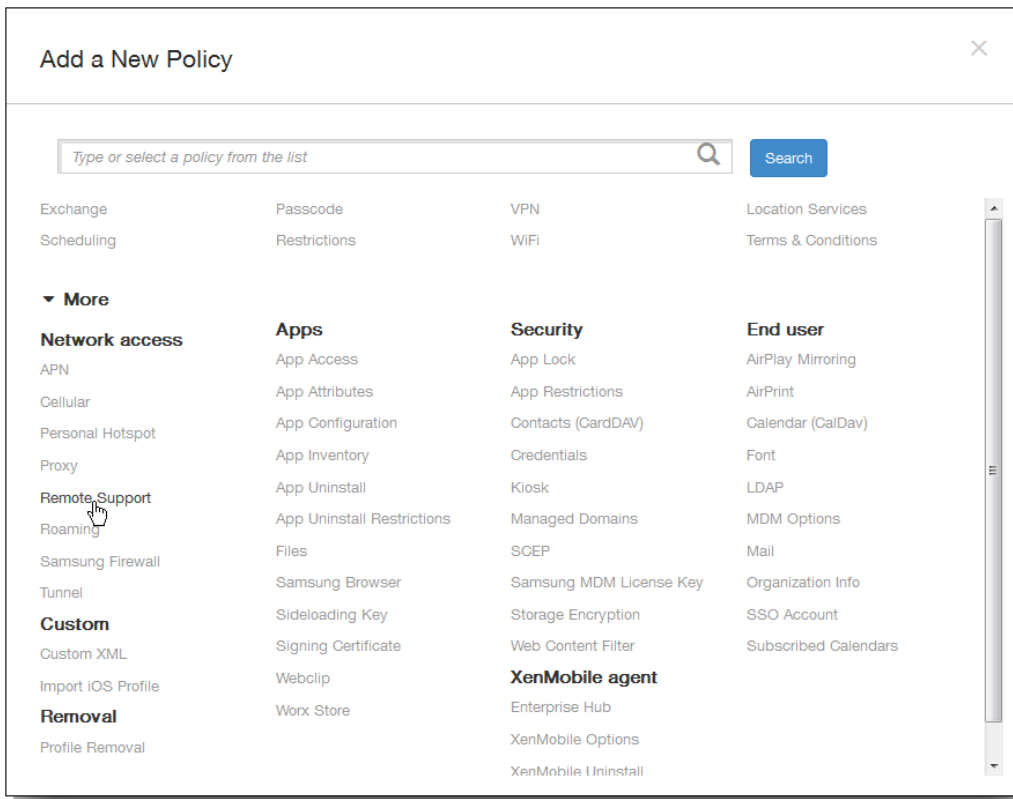 Add a New Policy
Type or select a policy from the list
Search
Exchange
Passcode
VPN
Location Services
Scheduling
Restrictions
WiFi
Terms & Conditions
More
Network access
APN
Cellular
Personal Hotspot
Proxy
Remote Support
Roaming
Samsung Firewall
Tunnel
Custom
Custom XML
Import iOS Profile
Removal
Profile Removal
Apps
App Access
App Attributes
App Configuration
App Inventory
App Uninstall
App Uninstall Restrictions
Files
Samsung Browser
Sideloading Key
Signing Certificate
Webclip
Worx Store
Security
App Lock
App Restrictions
Contacts (CardDAV)
Credentials
Kiosk
Managed Domains
SCEP
Samsung MDM License Key
Storage Encryption
Web Content Filter
XenMobile agent
Enterprise Hub
XenMobile Options
XenMobile Uninstall
End user
AirPlay Mirroring
AirPrint
Calendar (CalDav)
Font
LDAP
MDM Options
Mail
Organization Info
SSO Account
Subscribed Calendars